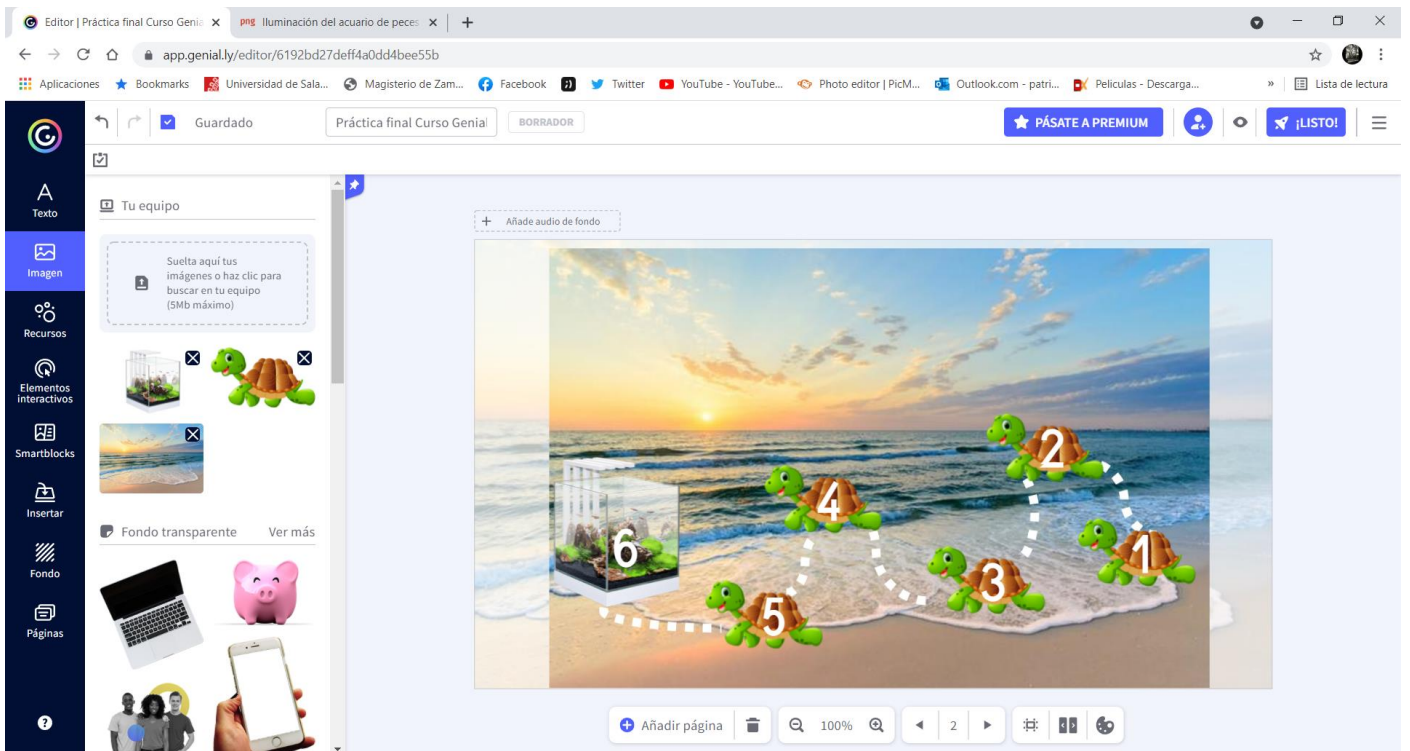 Editor | Práctica final Curso Genia
png Iluminación del acuario de peces
app.genial.ly/editor/6192bd27deff4a0dd4bee55b
Aplicaciones Bookmarks Universidad de Sala... Magisterio de Zam... Facebook Twitter YouTube - YouTube... Photo editor | PicM... Outlook.com - patri... Peliculas - Descarga... » Lista de lectura
Guardado Práctica final Curso Genial BORRADOR PÁSATE A PREMIUM ¡LISTO!
Texto
Imagen
Recursos
Elementos
interactivos
Smartblocks
Insertar
Fondo
Páginas
?
Tu equipo
Suelta aquí tus
imágenes o haz clic para
buscar en tu equipo
(5Mb máximo)
Fondo transparente Ver más
+ Añade audio de fondo
2
4
1
6
3
5
Añadir página 100% 2